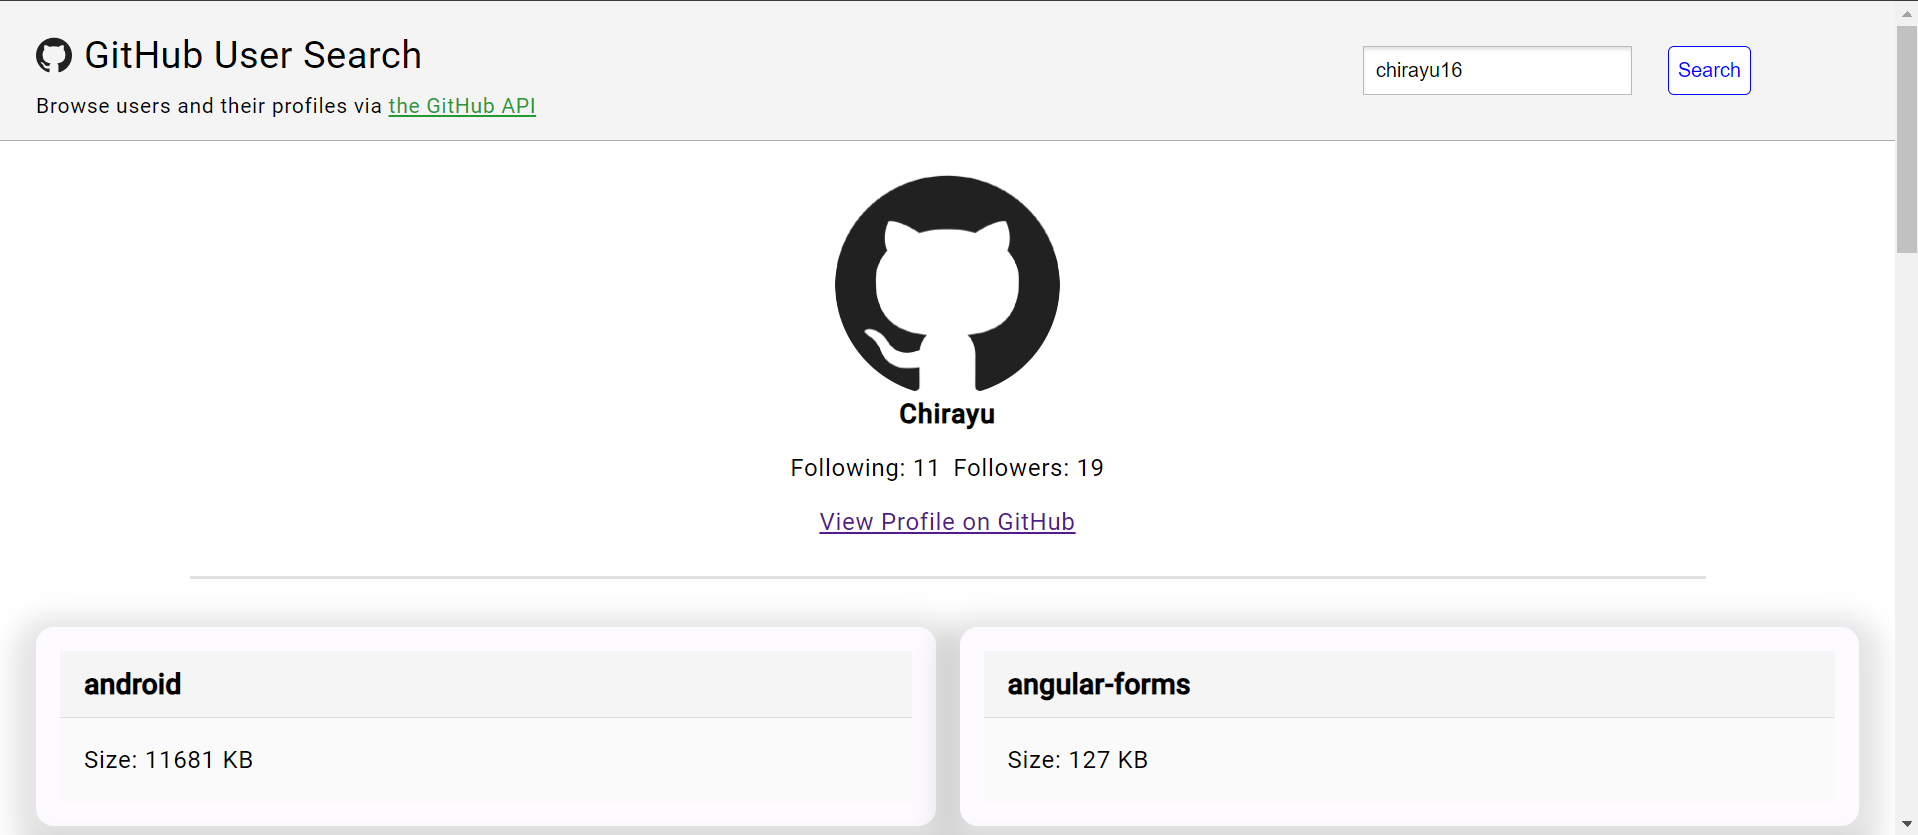 GitHub User Search
Browse users and their profiles via the GitHub API
chirayu16
Search
Chirayu
Following: 11 Followers: 19
View Profile on GitHub
android
Size: 11681 KB
angular-forms
Size: 127 KB